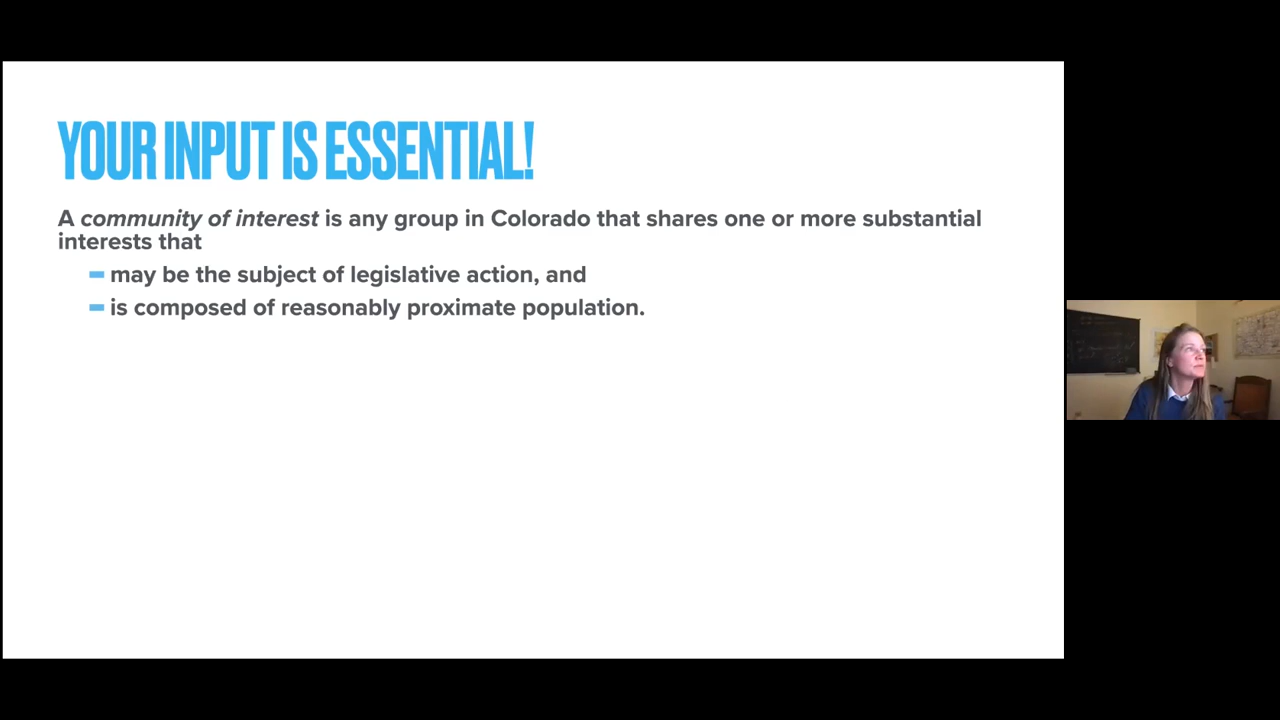 YOUR INPUT IS ESSENTIAL!
A community of interest is any group in Colorado that shares one or more substantial
interests that
may be the subject of legislative action, and
is composed of reasonably proximate population.